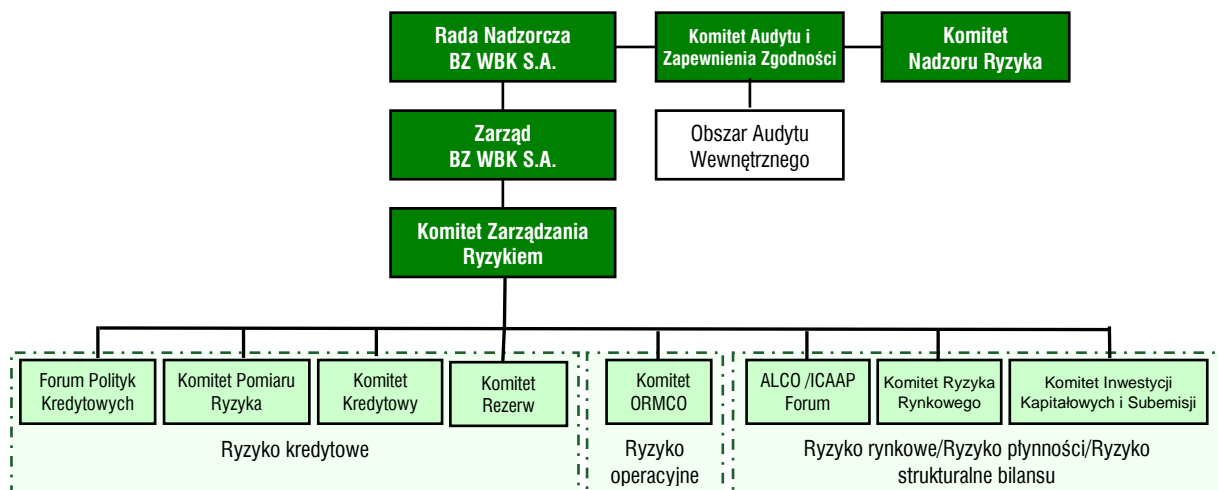 Rada Nadzorcza
BZ WBK S.A.
Komitet Audytu i
Zapewnienia Zgodności
Komitet
Nadzoru Ryzyka
Zarząd
BZ WBK S.A.
Obszar Audytu
Wewnętrznego
Komitet Zarządzania
Ryzykiem
Forum Polityk
Kredytowych
Komitet Pomiaru
Ryzyka
Komitet
Kredytowy
Komitet
Rezerw
Komitet
ORMCO
ALCO /ICAAP
Forum
Komitet Ryzyka
Rynkowego
Komitet Inwestycji
Kapitałowych i Subemisji
Ryzyko kredytowe
Ryzyko
operacyjne
Ryzyko rynkowe/Ryzyko płynności/Ryzyko
strukturalne bilansu